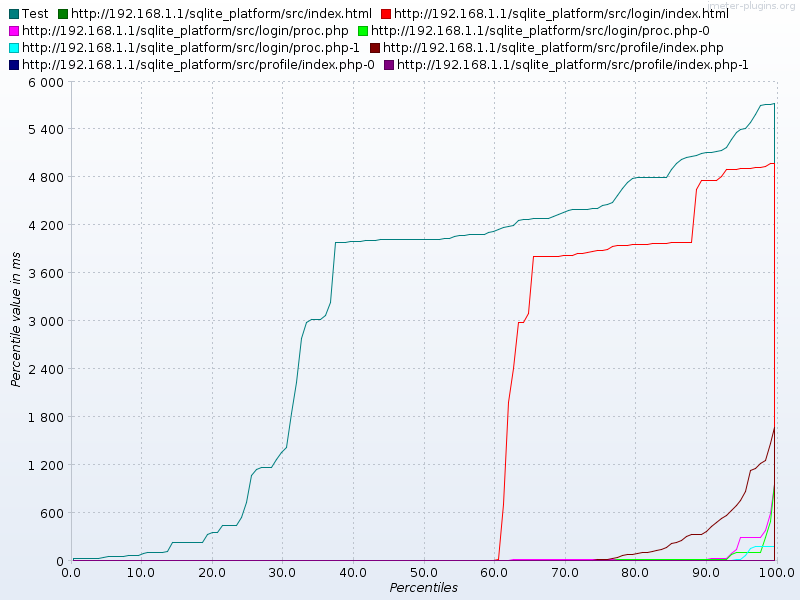 jmeter-plugins.org
Test http://192.168.1.1/sqlite_platform/src/index.html http://192.168.1.1/sqlite_platform/src/login/index.html
http://192.168.1.1/sqlite_platform/src/login/proc.php http://192.168.1.1/sqlite_platform/src/login/proc.php-0
http://192.168.1.1/sqlite_platform/src/login/proc.php-1 http://192.168.1.1/sqlite_platform/src/profile/index.php
http://192.168.1.1/sqlite_platform/src/profile/index.php-0 http://192.168.1.1/sqlite_platform/src/profile/index.php-1
6 000
5 400
4 800
4 200
3 600
3 000
2 400
1 800
1 200
600
0
Percentile value in ms
0.0 10.0 20.0 30.0 40.0 50.0 60.0 70.0 80.0 90.0 100.0
Percentiles